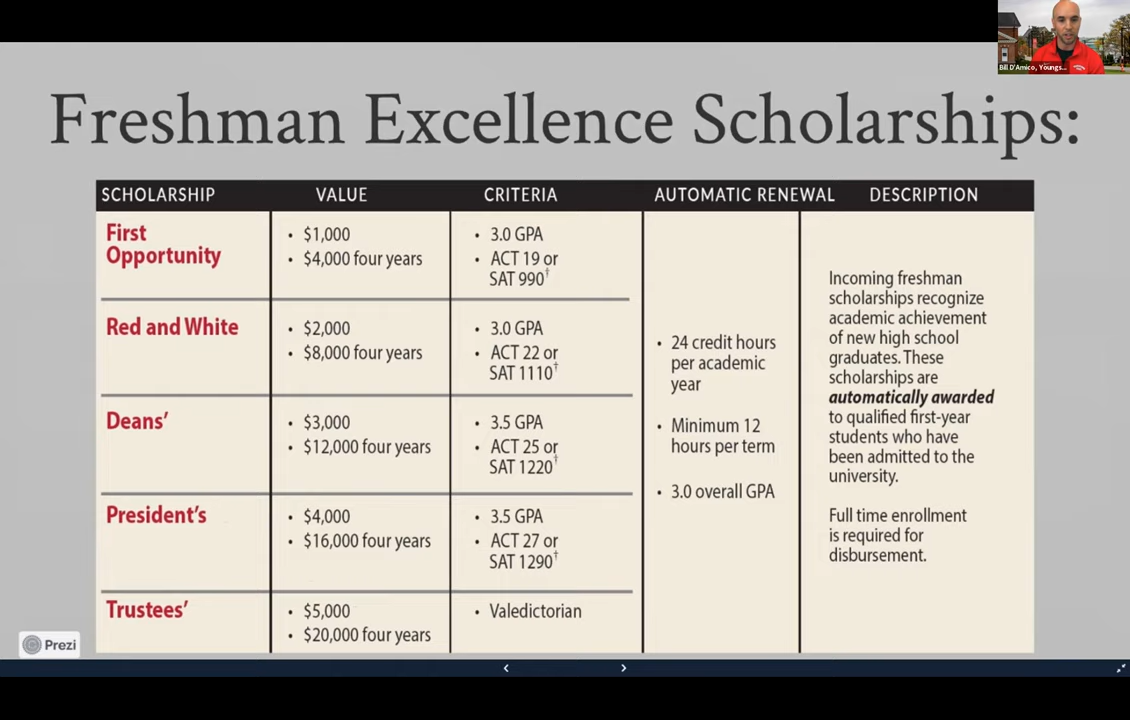 Bill D'Amico, Youngs...
Freshman Excellence Scholarships:
SCHOLARSHIP VALUE CRITERIA AUTOMATIC RENEWAL DESCRIPTION
First
Opportunity
• $1,000
• $4,000 four years
• 3.0 GPA
• ACT 19 or
SAT 990†
Red and White
• $2,000
• $8,000 four years
• 3.0 GPA
• ACT 22 or
SAT 1110†
Deans’
• $3,000
• $12,000 four years
• 3.5 GPA
• ACT 25 or
SAT 1220†
President's
• $4,000
• $16,000 four years
• 3.5 GPA
• ACT 27 or
SAT 1290†
Trustees’
• $5,000
• $20,000 four years
• Valedictorian
• 24 credit hours
per academic
year
• Minimum 12
hours per term
• 3.0 overall GPA
Incoming freshman
scholarships recognize
academic achievement
of new high school
graduates. These
scholarships are
automatically awarded
to qualified first-year
students who have
been admitted to the
university.
Full time enrollment
is required for
disbursement.
Prezi